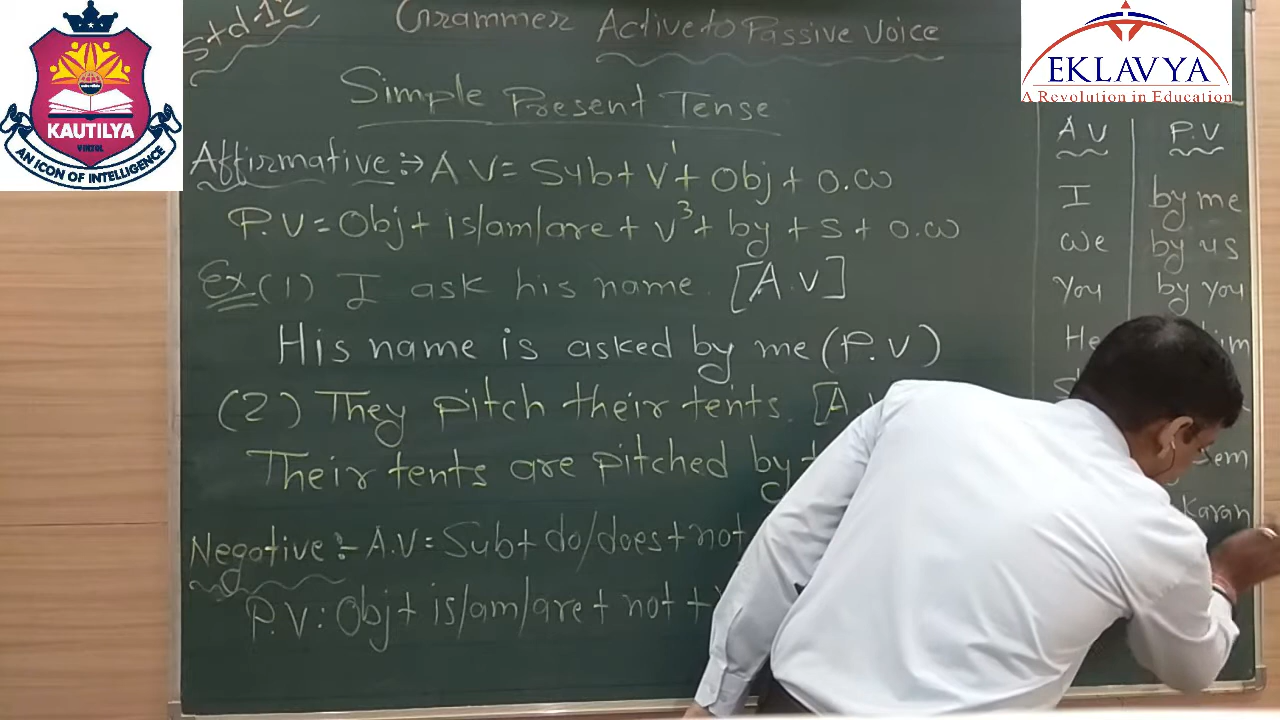 Std-12
Grammer Active to Passive Voice
Simple Present Tense
Affirmative :→ A.V = Sub + V¹ + Obj + O.W
P.V = Obj + is/am/are + V³ + by + S + O.W
Ex (1) I ask his name. [A.V]
His name is asked by me (P.V)
(2) They pitch their tents. [A.
Their tents are pitched by
Negative :- A.V = Sub + do/does + not
P.V : Obj + is/am/are + not +
A.V P.V
I by me
We by us
You by you
He
Karan
KAUTILYA
AN ICON OF INTELLIGENCE
EKLAVYA
A Revolution in Education